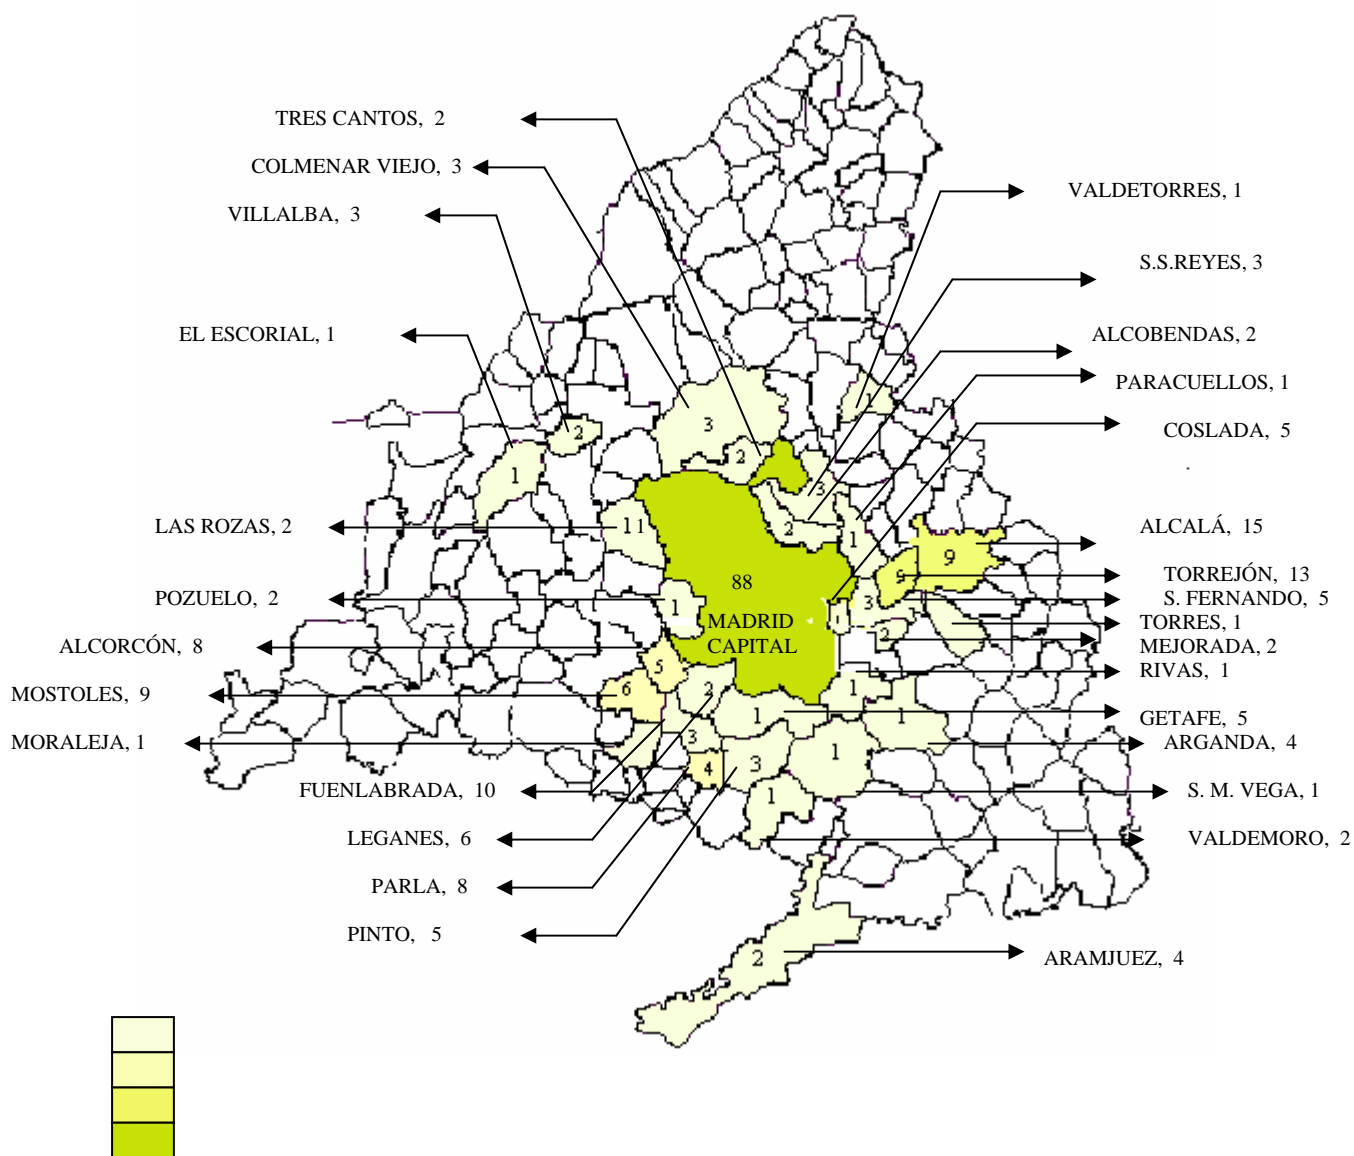 TRES CANTOS, 2
COLMENAR VIEJO, 3
VALDETORRES, 1
VILLALBA, 3
S.S.REYES, 3
EL ESCORIAL, 1
ALCOBENDAS, 2
PARACUELLOS, 1
COSLADA, 5
LAS ROZAS, 2
ALCALÁ, 15
TORREJÓN, 13
POZUELO, 2
S. FERNANDO, 5
TORRES, 1
ALCORCÓN, 8
MEJORADA, 2
RIVAS, 1
MOSTOLES, 9
GETAFE, 5
MORALEJA, 1
ARGANDA, 4
FUENLABRADA, 10
S. M. VEGA, 1
LEGANES, 6
VALDEMORO, 2
PARLA, 8
PINTO, 5
ARAMJUEZ, 4
1
3
2
2
1
3
11
2
1
9
9
88
1
3
1
MADRID
CAPITAL
2
5
6
2
1
1
1
3
1
4
3
1
2